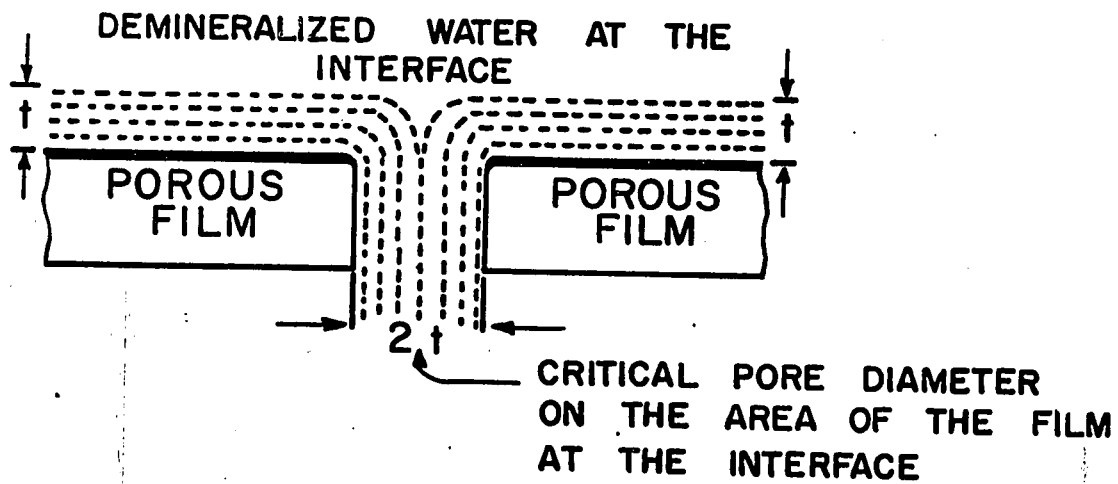 DEMINERALIZED WATER AT THE
INTERFACE
t
t
POROUS
FILM
POROUS
FILM
2 t
CRITICAL PORE DIAMETER
ON THE AREA OF THE FILM
AT THE INTERFACE